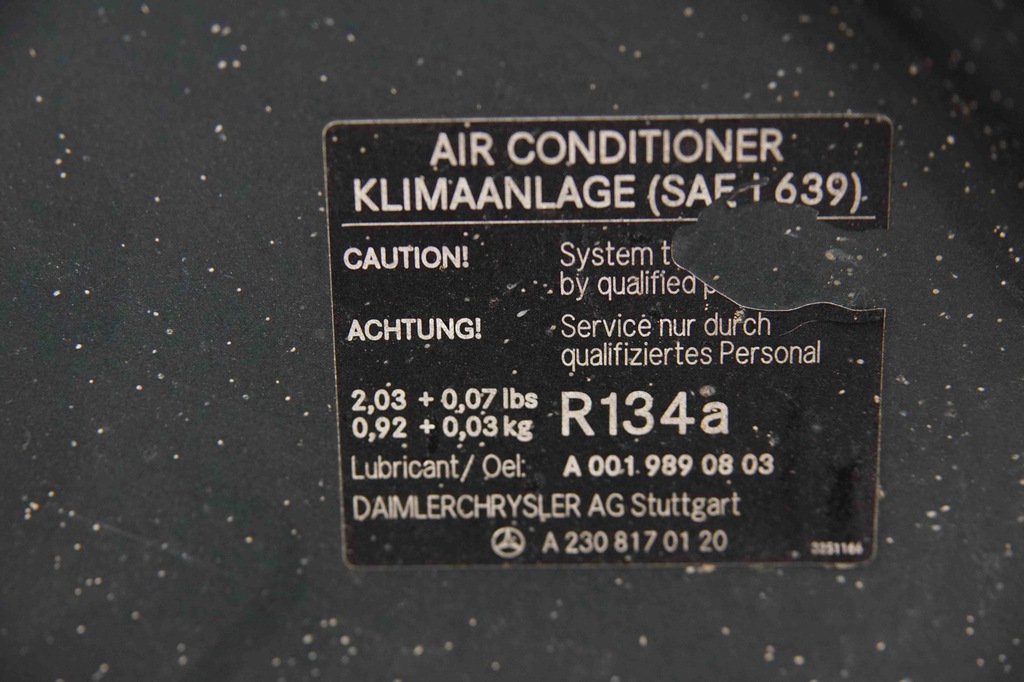 AIR CONDITIONER
KLIMAANLAGE (SAE J 639)
CAUTION! System t
by qualified p
ACHTUNG! Service nur durch
qualifiziertes Personal
2,03 + 0,07 lbs R134a
0,92 + 0,03 kg
Lubricant/ Oel: A 001 989 08 03
DAIMLERCHRYSLER AG Stuttgart
A 230 817 01 20